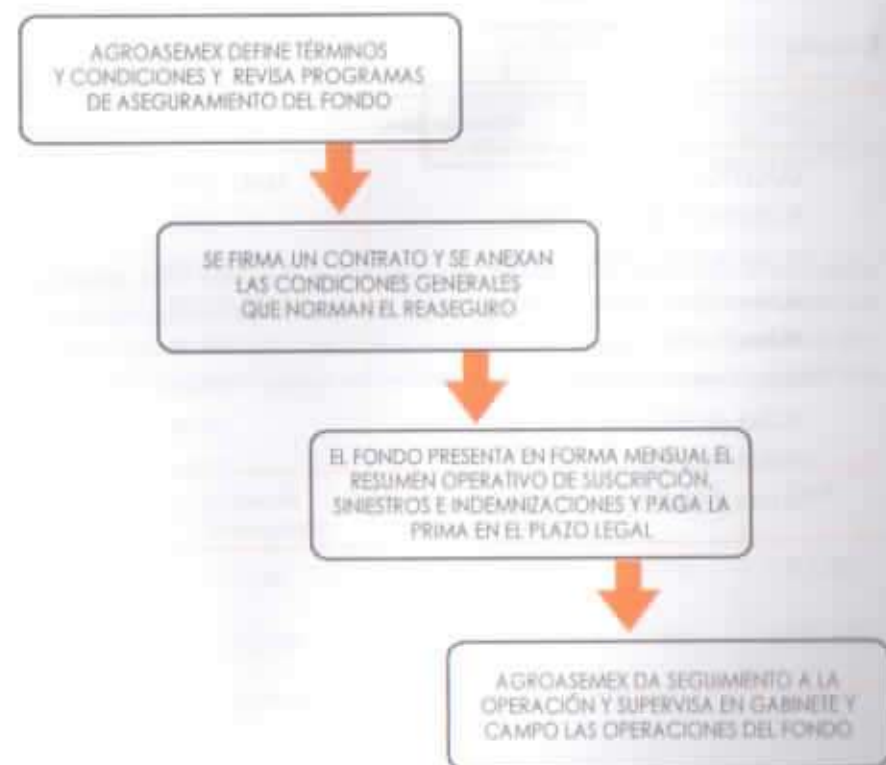 AGROASEMEX DEFINE TÉRMINOS
Y CONDICIONES Y REVISA PROGRAMAS
DE ASEGURAMIENTO DEL FONDO
SE FIRMA UN CONTRATO Y SE ANEXAN
LAS CONDICIONES GENERALES
QUE NORMAN EL REASEGURO
EL FONDO PRESENTA EN FORMA MENSUAL EL
RESUMEN OPERATIVO DE SUSCRIPCIÓN,
SINIESTROS E INDEMNIZACIONES Y PAGA LA
PRIMA EN EL PLAZO LEGAL
AGROASEMEX DA SEGUIMIENTO A LA
OPERACIÓN Y SUPERVISA EN GABINETE Y
CAMPO LAS OPERACIONES DEL FONDO